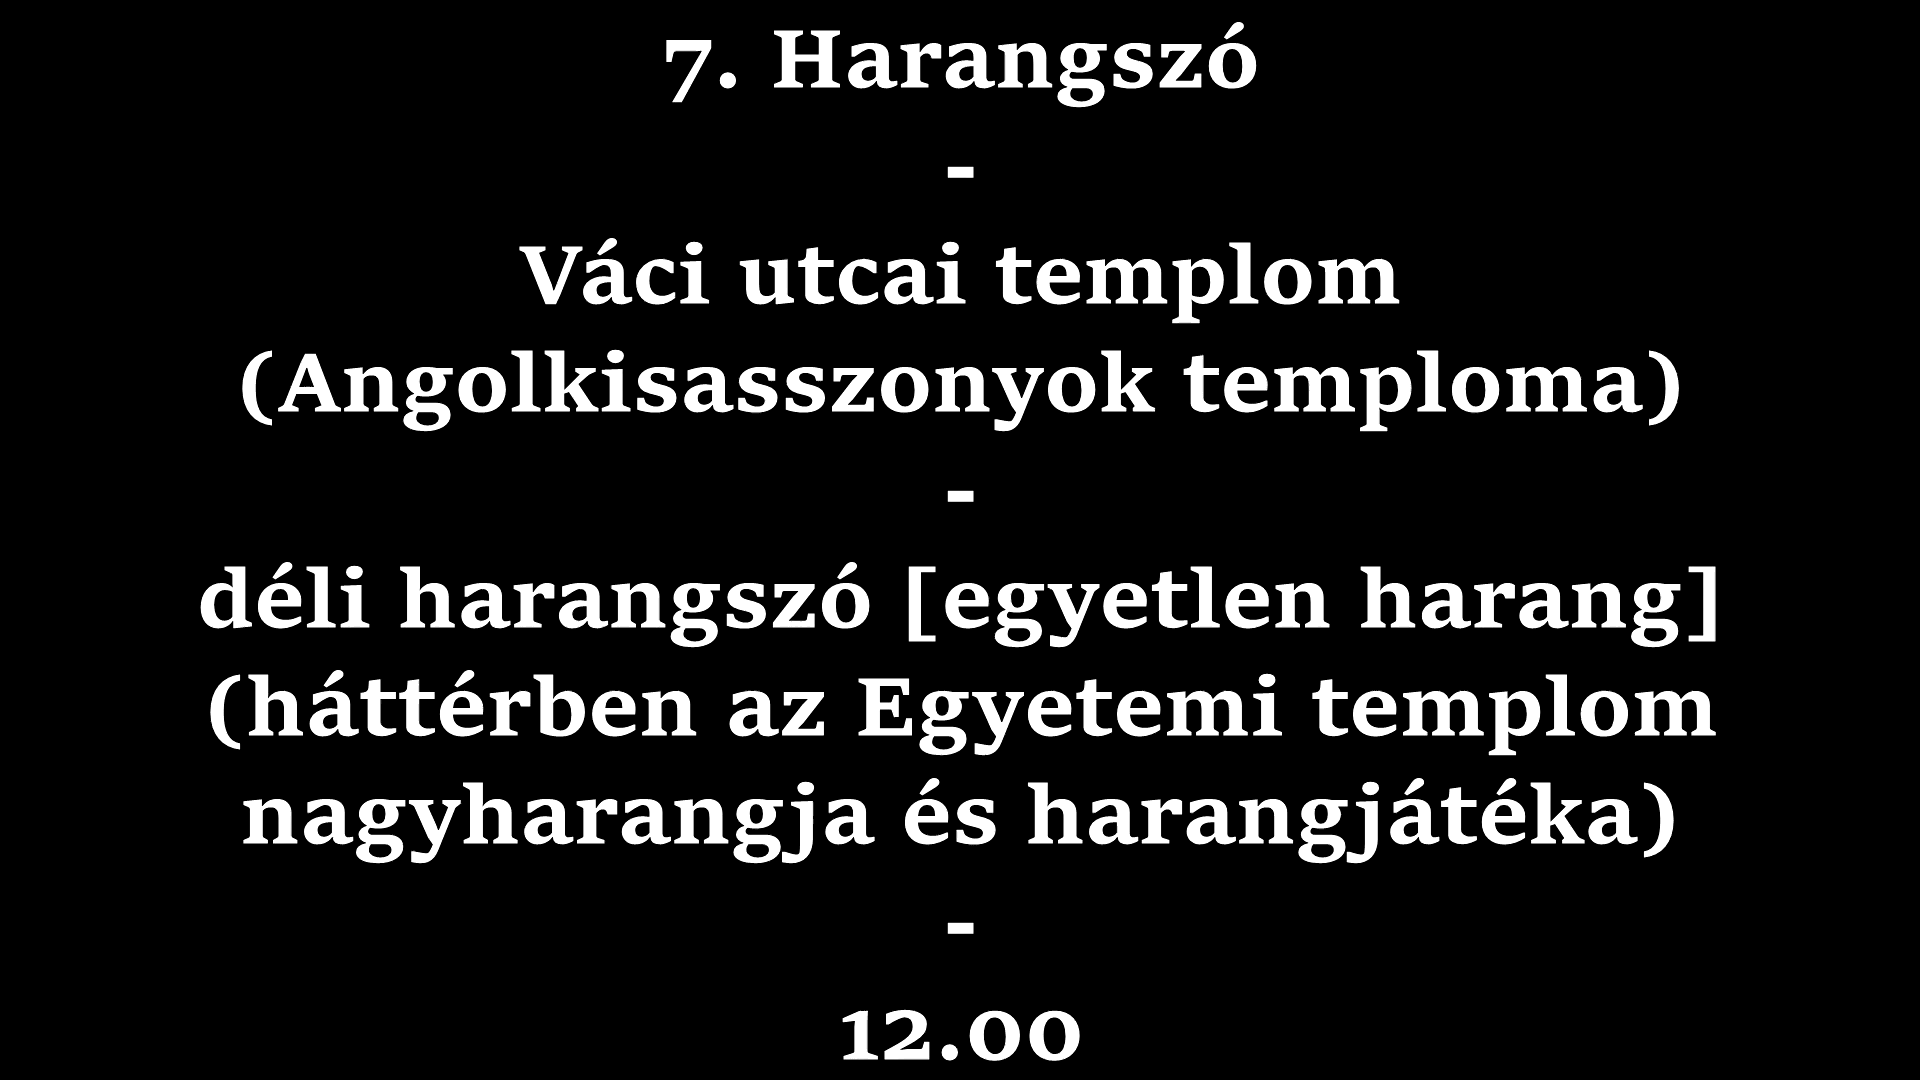 7. Harangszó
-
Váci utcai templom
(Angolkisasszonyok temploma)
-
déli harangszó [egyetlen harang]
(háttérben az Egyetemi templom
nagyharangja és harangjátéka)
-
12.00